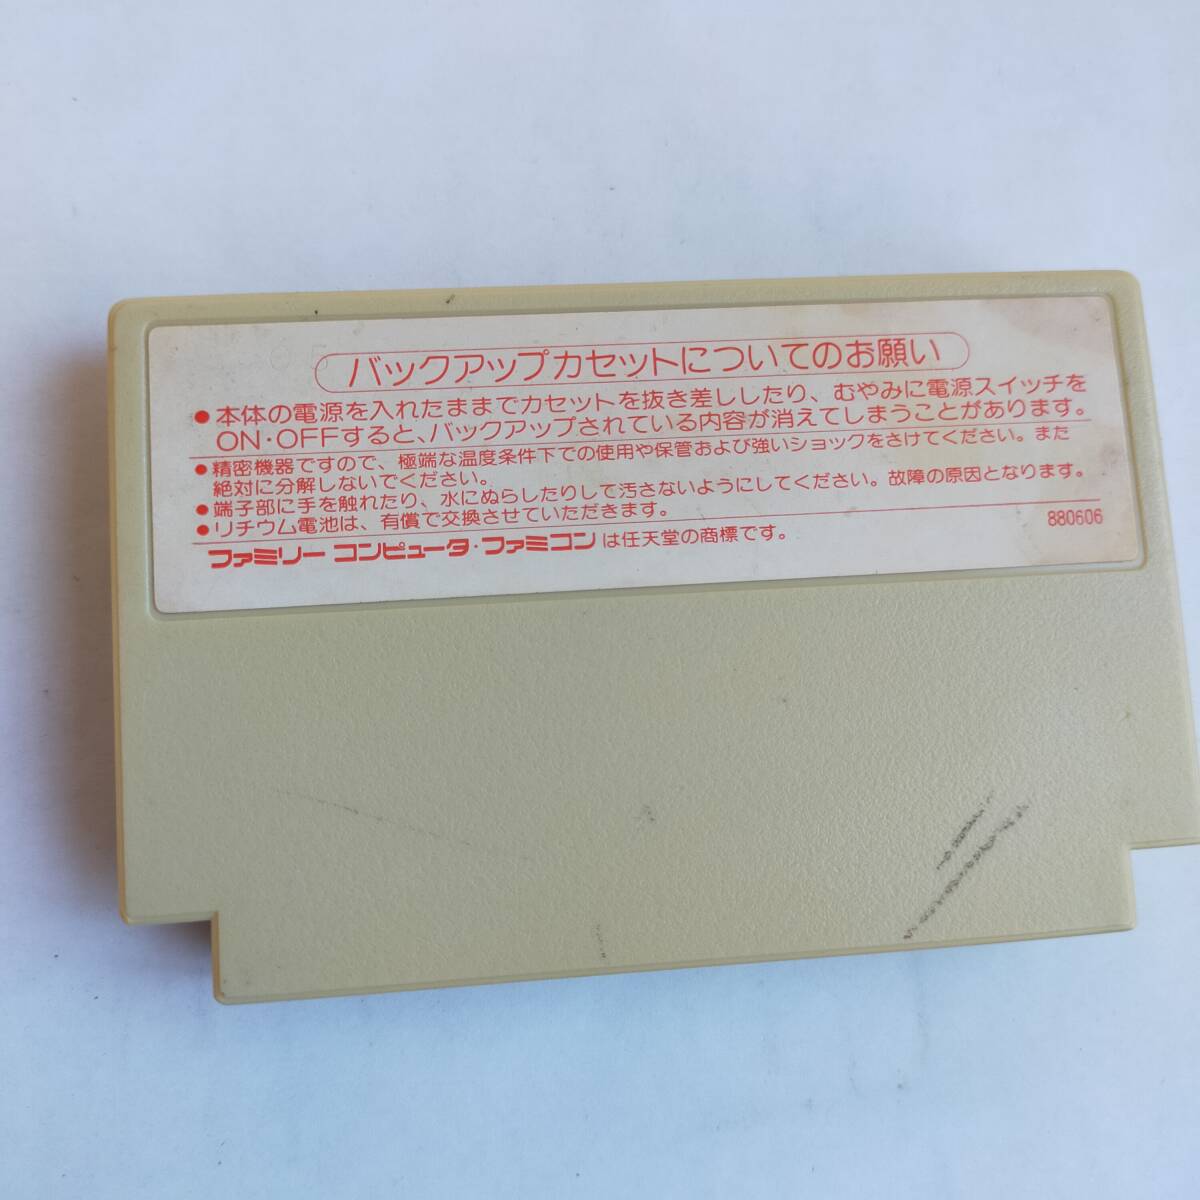 バックアップカセットについてのお願い
●本体の電源を入れたままでカセットを抜き差ししたり、むやみに電源スイッチを
ON・OFFすると、バックアップされている内容が消えてしまうことがあります。
●精密機器ですので、極端な温度条件下での使用や保管および強いショックをさけてください。また
絶対に分解しないでください。
●端子部に手を触れたり、水にぬらしたりして汚さないようにしてください。故障の原因となります。
●リチウム電池は、有償で交換させていただきます。
880606
ファミリー コンピュータ・ファミコンは任天堂の商標です。